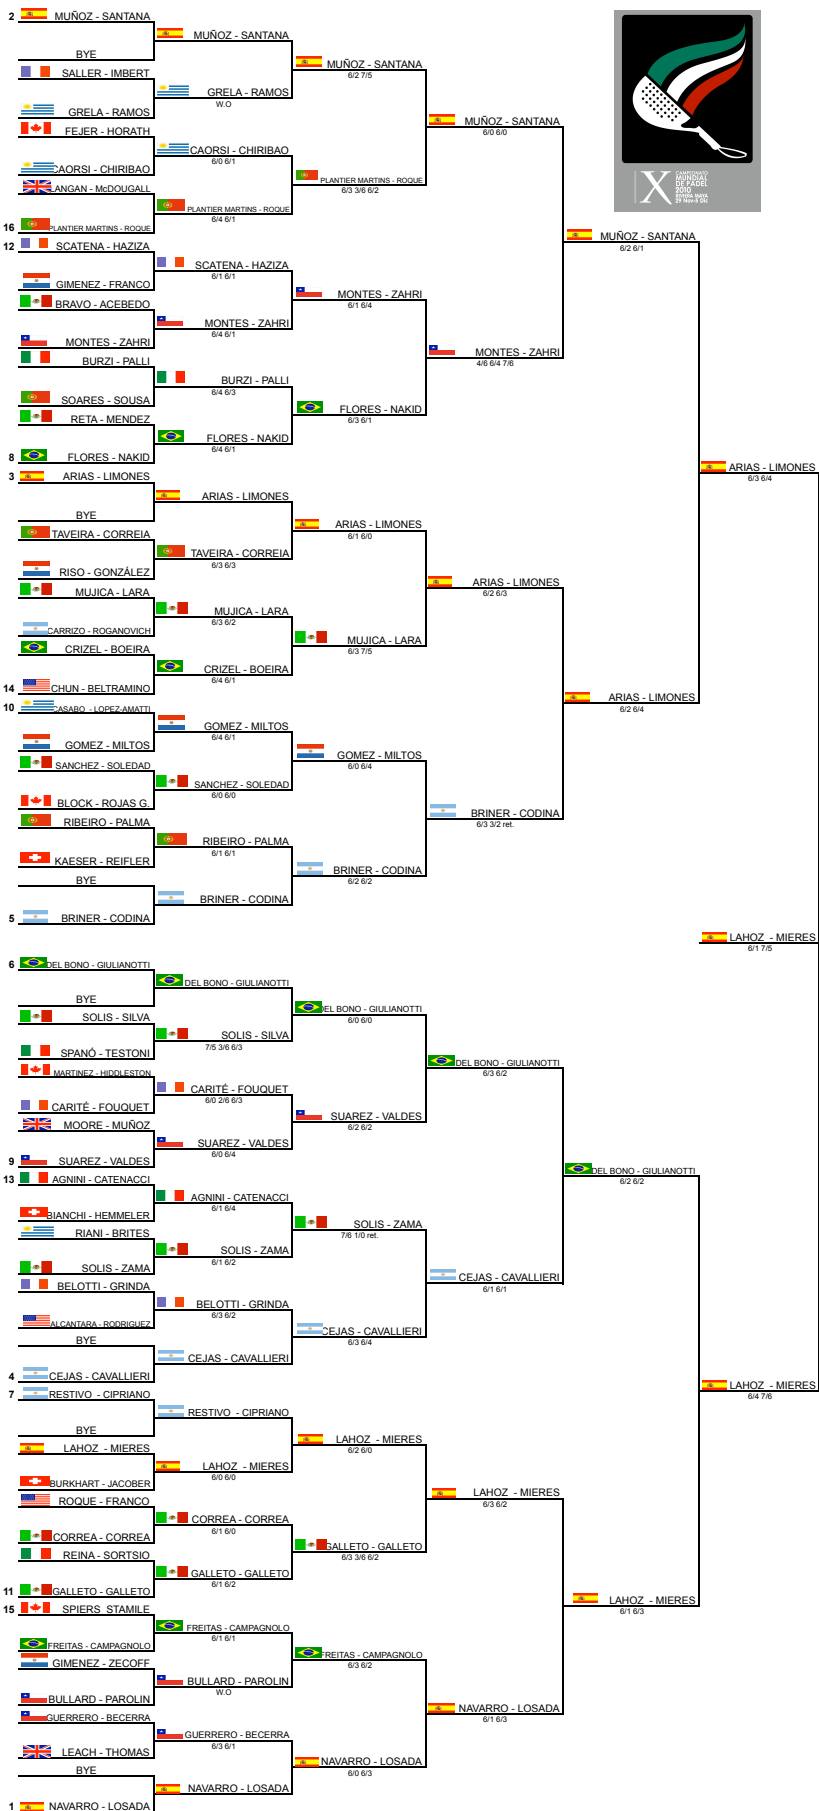 2 MUÑOZ - SANTANA
BYE
SALLER - IMBERT
GRELA - RAMOS
FEJER - HORATH
CAORSI - CHIRIBAO
LANGAN - McDOUGALL
16 PLANTIER MARTINS - ROQUE
12 SCATENA - HAZIZA
GIMENEZ - FRANCO
BRAVO - ACEBEDO
MONTES - ZAHRI
BURZI - PALLI
SOARES - SOUSA
RETA - MENDEZ
8 FLORES - NAKID
3 ARIAS - LIMONES
BYE
TAVEIRA - CORREIA
RISO - GONZÁLEZ
MUJICA - LARA
CARRIZO - ROGANOVICH
CRIZEL - BOEIRA
14 CHUN - BELTRAMINO
10 CASABO - LOPEZ-AMATTI
GOMEZ - MILTOS
SANCHEZ - SOLEDAD
BLOCK - ROJAS G.
RIBEIRO - PALMA
KAESER - REIFLER
BYE
5 BRINER - CODINA
6 DEL BONO - GIULIANOTTI
BYE
SOLIS - SILVA
SPANÓ - TESTONI
MARTINEZ - HIDDLESTON
CARITÉ - FOUQUET
MOORE - MUÑOZ
9 SUAREZ - VALDES
13 AGNINI - CATENACCI
BIANCHI - HEMMELER
RIANI - BRITES
SOLIS - ZAMA
BELOTTI - GRINDA
ALCANTARA - RODRIGUEZ
BYE
4 CEJAS - CAVALLIERI
7 RESTIVO - CIPRIANO
BYE
LAHOZ - MIERES
BURKHART - JACOBER
ROQUE - FRANCO
CORREA - CORREA
REINA - SORTSIO
11 GALLETO - GALLETO
15 SPIERS STAMILE
FREITAS - CAMPAGNOLO
GIMENEZ - ZECOFF
BULLARD - PAROLIN
GUERRERO - BECERRA
LEACH - THOMAS
BYE
1 NAVARRO - LOSADA
MUÑOZ - SANTANA
GRELA - RAMOS
W.O
CAORSI - CHIRIBAO
6/0 6/1
PLANTIER MARTINS - ROQUE
6/4 6/1
SCATENA - HAZIZA
6/1 6/1
MONTES - ZAHRI
6/4 6/1
BURZI - PALLI
6/4 6/3
FLORES - NAKID
6/4 6/1
ARIAS - LIMONES
TAVEIRA - CORREIA
6/3 6/3
MUJICA - LARA
6/3 6/2
CRIZEL - BOEIRA
6/4 6/1
GOMEZ - MILTOS
6/4 6/1
SANCHEZ - SOLEDAD
6/0 6/0
RIBEIRO - PALMA
6/1 6/1
BRINER - CODINA
DEL BONO - GIULIANOTTI
SOLIS - SILVA
7/5 3/6 6/3
CARITÉ - FOUQUET
6/0 2/6 6/3
SUAREZ - VALDES
6/0 6/4
AGNINI - CATENACCI
6/1 6/4
SOLIS - ZAMA
6/1 6/2
BELOTTI - GRINDA
6/3 6/2
CEJAS - CAVALLIERI
RESTIVO - CIPRIANO
LAHOZ - MIERES
6/0 6/0
CORREA - CORREA
6/1 6/0
GALLETO - GALLETO
6/1 6/2
FREITAS - CAMPAGNOLO
6/1 6/1
BULLARD - PAROLIN
W.O
GUERRERO - BECERRA
6/3 6/1
NAVARRO - LOSADA
MUÑOZ - SANTANA
6/2 7/5
PLANTIER MARTINS - ROQUE
6/3 3/6 6/2
MONTES - ZAHRI
6/1 6/4
FLORES - NAKID
6/3 6/1
ARIAS - LIMONES
6/1 6/0
MUJICA - LARA
6/3 7/5
GOMEZ - MILTOS
6/0 6/4
BRINER - CODINA
6/2 6/2
DEL BONO - GIULIANOTTI
6/0 6/0
SUAREZ - VALDES
6/2 6/2
SOLIS - ZAMA
7/6 1/0 ret.
CEJAS - CAVALLIERI
6/3 6/4
LAHOZ - MIERES
6/2 6/0
GALLETO - GALLETO
6/3 3/6 6/2
FREITAS - CAMPAGNOLO
6/3 6/2
NAVARRO - LOSADA
6/0 6/3
MUÑOZ - SANTANA
6/0 6/0
MONTES - ZAHRI
4/6 6/4 7/6
ARIAS - LIMONES
6/2 6/3
BRINER - CODINA
6/3 3/2 ret.
DEL BONO - GIULIANOTTI
6/3 6/2
CEJAS - CAVALLIERI
6/1 6/1
LAHOZ - MIERES
6/3 6/2
NAVARRO - LOSADA
6/1 6/3
MUÑOZ - SANTANA
6/2 6/1
ARIAS - LIMONES
6/2 6/4
DEL BONO - GIULIANOTTI
6/2 6/2
LAHOZ - MIERES
6/1 6/3
ARIAS - LIMONES
6/3 6/4
LAHOZ - MIERES
6/4 7/6
LAHOZ - MIERES
6/1 7/5
X
CAMPEONATO
MUNDIAL
DE PADEL
2010
RIVIERA MAYA
29 Nov-5 Dic